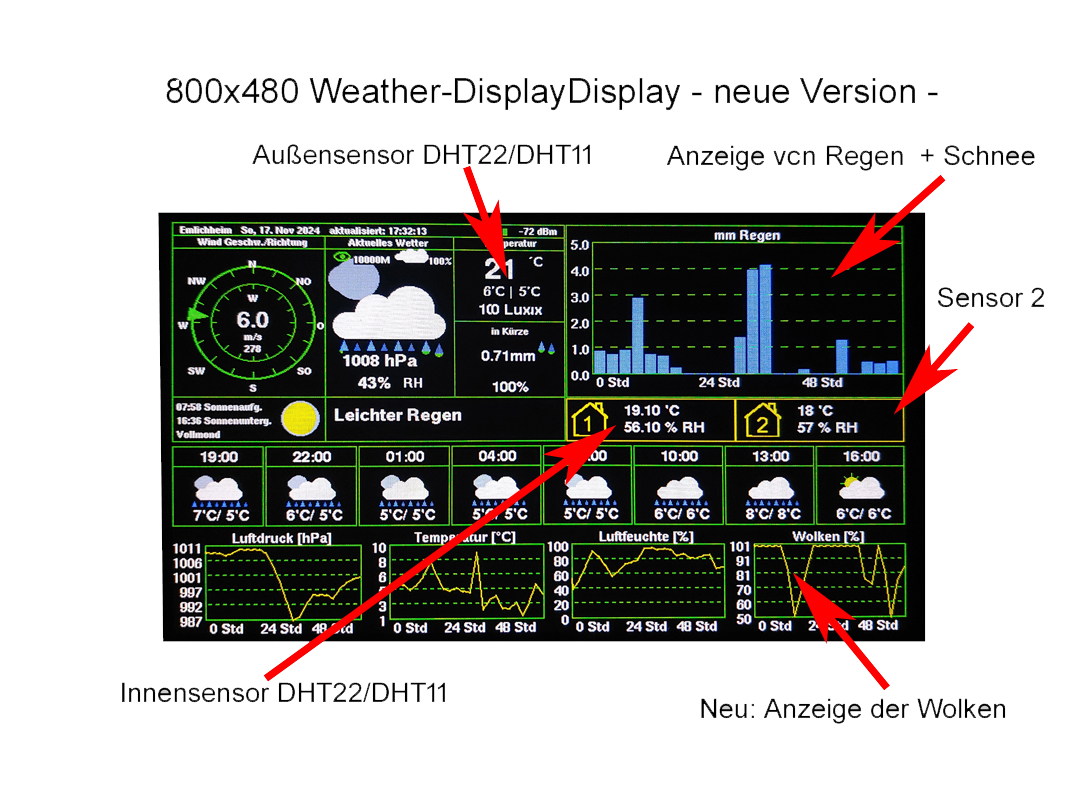 800x480 Weather-DisplayDisplay - neue Version -
Außensensor DHT22/DHT11
Anzeige vcn Regen + Schnee
Sensor 2
Emlichheim So, 17. Nov 2024 aktualisiert: 17:32:13 -72 dBm
Wind Geschw./Richtung
N
NW
NO
W
W
O
6.0
m/s
278
SW
SO
S
Aktuelles Wetter
10000M
100%
1008 hPa
43% RH
peratur
21 °C
6°C | 5°C
100 Luxix
in Kürze
0.71mm
100%
mm Regen
5.0
4.0
3.0
2.0
1.0
0.0
0 Std 24 Std 48 Std
07:58 Sonnenaufg.
16:36 Sonnenunterg.
Vollmond
Leichter Regen
1
19.10 °C
56.10 % RH
2
18 °C
57 % RH
19:00 22:00 01:00 04:00 :00 10:00 13:00 16:00
7°C/ 5°C 6°C/ 5°C 5°C/ 5°C 5°C/ 5°C 5°C/ 5°C 6°C/ 6°C 8°C/ 8°C 6°C/ 6°C
Luftdruck [hPa]
1011
1006
1001
997
992
987
0 Std 24 Std 48 Std
Temperatur [°C]
10
8
6
4
3
1
0 Std 24 Std 48 Std
Luftfeuchte [%]
100
80
60
40
20
0
0 Std 24 Std 48 Std
Wolken [%]
101
91
81
70
60
50
0 Std 24 Std 48 Std
Innensensor DHT22/DHT11
Neu: Anzeige der Wolken